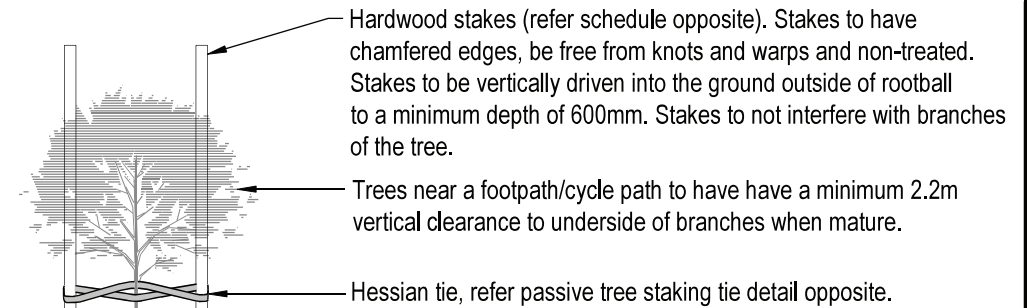 Hardwood stakes (refer schedule opposite). Stakes to have
chamfered edges, be free from knots and warps and non-treated.
Stakes to be vertically driven into the ground outside of rootball
to a minimum depth of 600mm. Stakes to not interfere with branches
of the tree.
Trees near a footpath/cycle path to have have a minimum 2.2m
vertical clearance to underside of branches when mature.
Hessian tie, refer passive tree staking tie detail opposite.